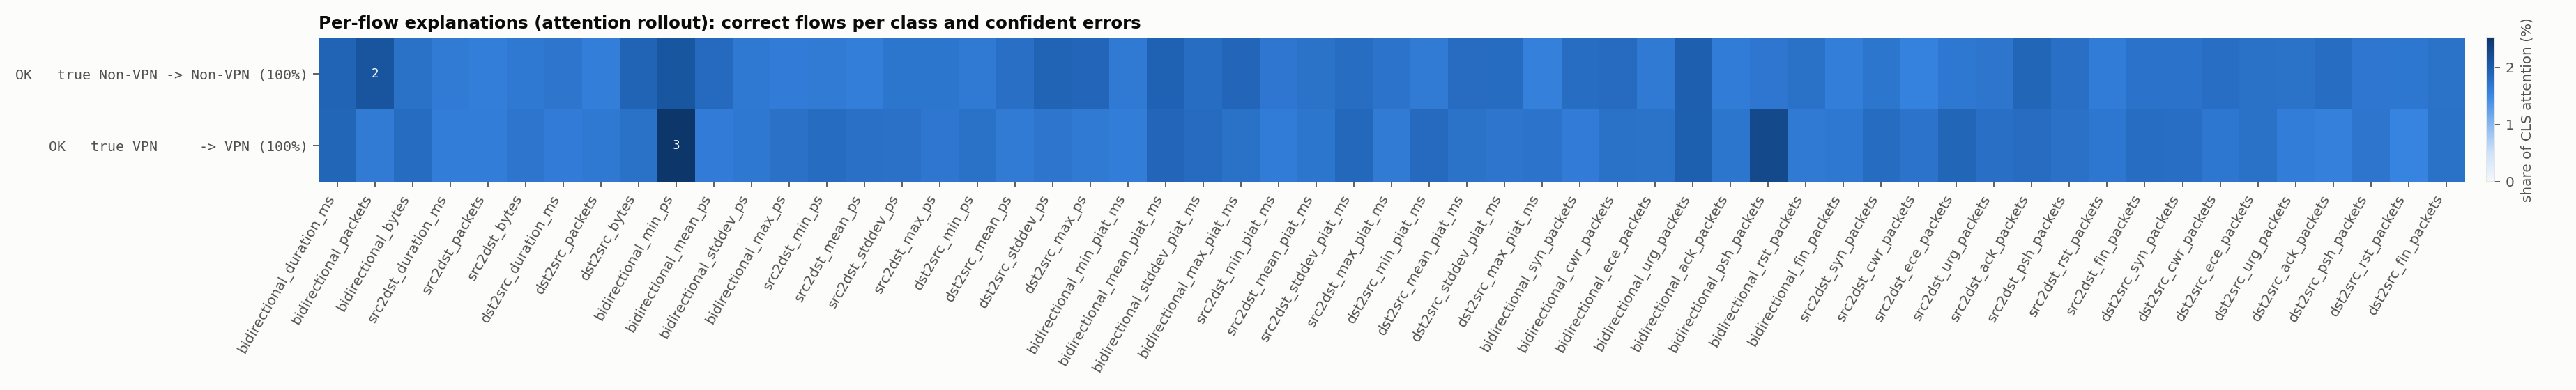 Per-flow explanations (attention rollout): correct flows per class and confident errors
OK   true Non-VPN -> Non-VPN (100%)
2
OK   true VPN     -> VPN (100%)
3
bidirectional_duration_ms
bidirectional_packets
bidirectional_bytes
src2dst_duration_ms
src2dst_packets
src2dst_bytes
dst2src_duration_ms
dst2src_packets
dst2src_bytes
bidirectional_min_ps
bidirectional_mean_ps
bidirectional_stddev_ps
bidirectional_max_ps
src2dst_min_ps
src2dst_mean_ps
src2dst_stddev_ps
src2dst_max_ps
dst2src_min_ps
dst2src_mean_ps
dst2src_stddev_ps
dst2src_max_ps
bidirectional_min_piat_ms
bidirectional_mean_piat_ms
bidirectional_stddev_piat_ms
bidirectional_max_piat_ms
src2dst_min_piat_ms
src2dst_mean_piat_ms
src2dst_stddev_piat_ms
src2dst_max_piat_ms
dst2src_min_piat_ms
dst2src_mean_piat_ms
dst2src_stddev_piat_ms
dst2src_max_piat_ms
bidirectional_syn_packets
bidirectional_cwr_packets
bidirectional_ece_packets
bidirectional_urg_packets
bidirectional_ack_packets
bidirectional_psh_packets
bidirectional_rst_packets
bidirectional_fin_packets
src2dst_syn_packets
src2dst_cwr_packets
src2dst_ece_packets
src2dst_urg_packets
src2dst_ack_packets
src2dst_psh_packets
src2dst_rst_packets
src2dst_fin_packets
dst2src_syn_packets
dst2src_cwr_packets
dst2src_ece_packets
dst2src_urg_packets
dst2src_ack_packets
dst2src_psh_packets
dst2src_rst_packets
dst2src_fin_packets
2
1
0
share of CLS attention (%)